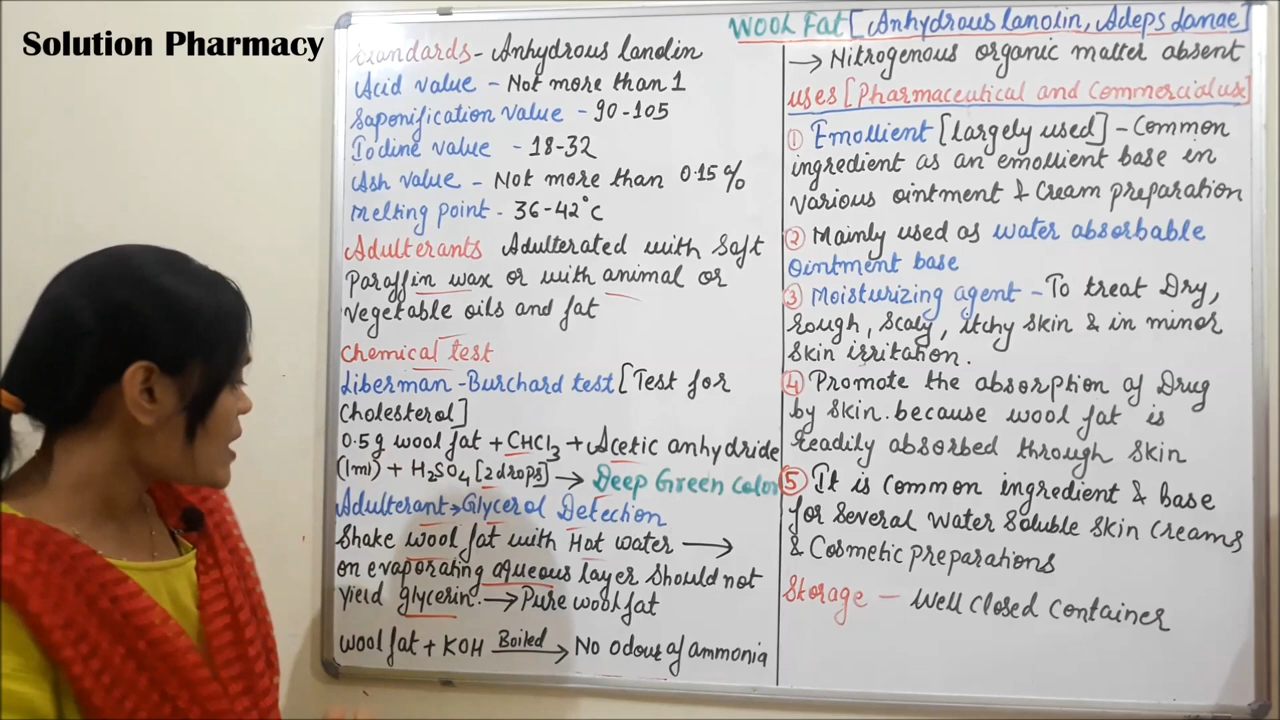 Solution Pharmacy
Wool Fat [Anhydrous lanolin, Adeps lanae]
Standards - Anhydrous lanolin
Acid value - Not more than 1
Saponification value - 90-105
Iodine value - 18-32
Ash value - Not more than 0.15%
Melting point - 36-42°C
Adulterants Adulterated with Soft
Paraffin wax or with animal or
Vegetable oils and fat
Chemical test
Liberman-Burchard test [Test for
Cholesterol]
0.5g wool fat + CHCl3 + Acetic anhydride
(1ml) + H2SO4 [2 drops] → Deep Green Color
Adulterant → Glycerol Detection
Shake wool fat with Hot water →
on evaporating aqueous layer should not
yield glycerin. → Pure wool fat
Wool fat + KOH Boiled → No odour of ammonia
→ Nitrogenous organic matter absent
Uses [Pharmaceutical and Commercial use]
① Emollient [largely used] - Common
ingredient as an emollient base in
various ointment & Cream preparation
② Mainly used as water absorbable
Ointment base
③ Moisturizing agent - To treat Dry,
Rough, Scaly, itchy skin & in minor
Skin irritation.
④ Promote the absorption of Drug
by skin. because wool fat is
readily absorbed through skin
⑤ It is Common ingredient & base
for Several Water Soluble Skin Creams
& Cosmetic preparations
Storage - Well Closed Container